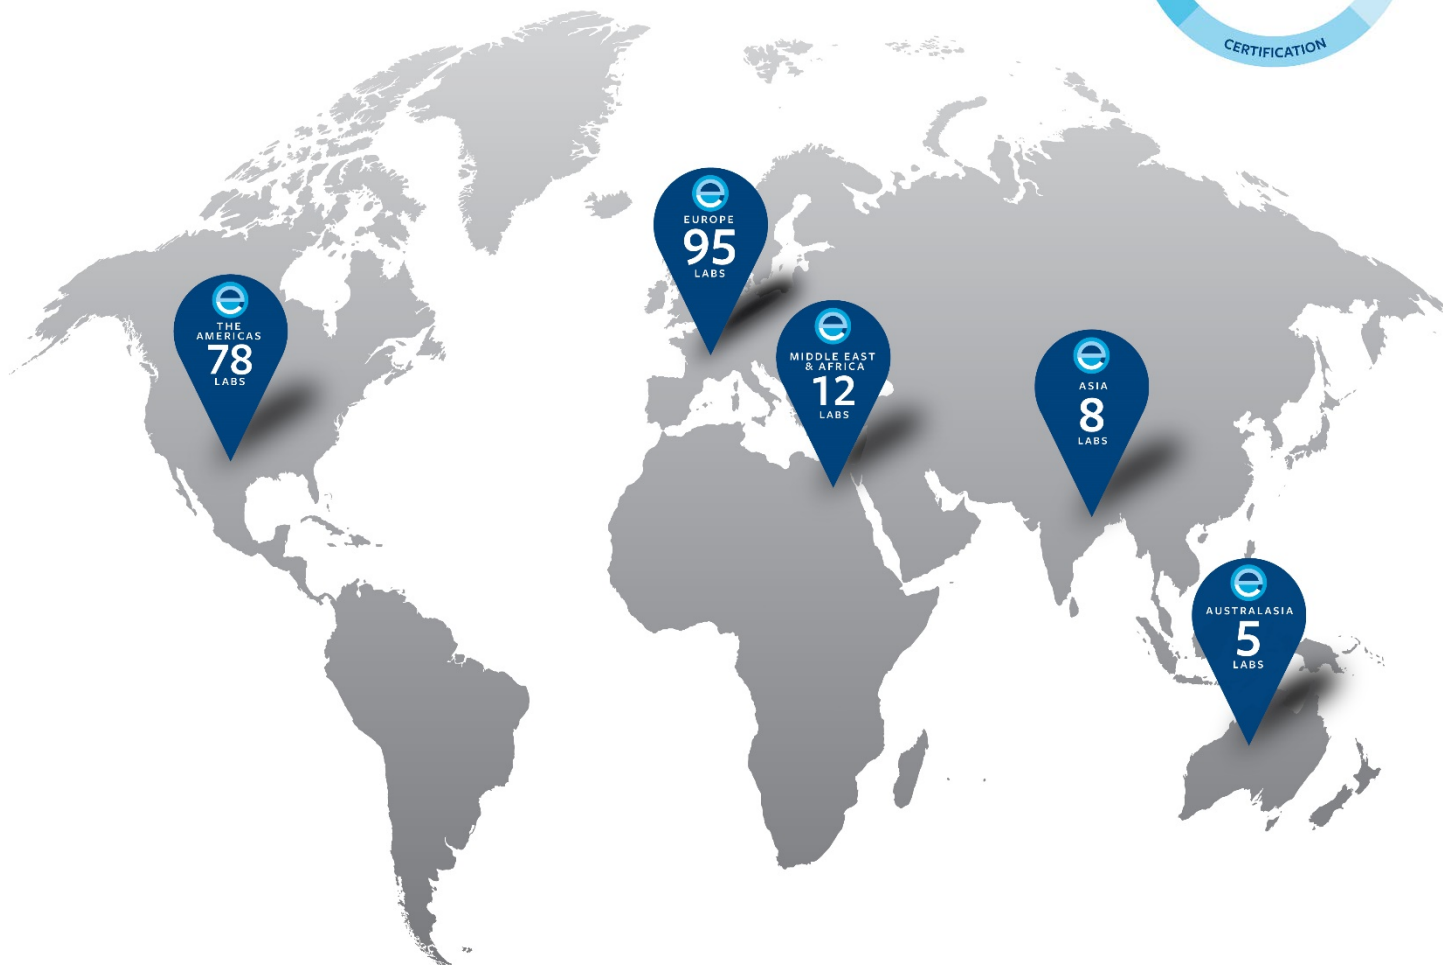 CERTIFICATION
EUROPE
95
LABS
THE
AMERICAS
78
LABS
MIDDLE EAST
& AFRICA
12
LABS
ASIA
8
LABS
AUSTRALASIA
5
LABS